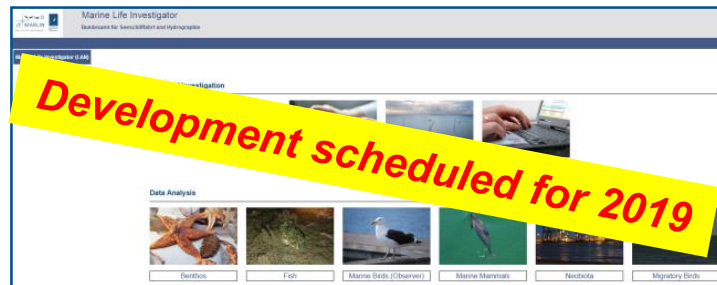 MARLIN
Marine Life Investigator
Bundesamt für Seeschifffahrt und Hydrographie
Development scheduled for 2019
Data Analysis
Benthos
Fish
Marine Birds (Observer)
Marine Mammals
Neobiota
Migratory Birds